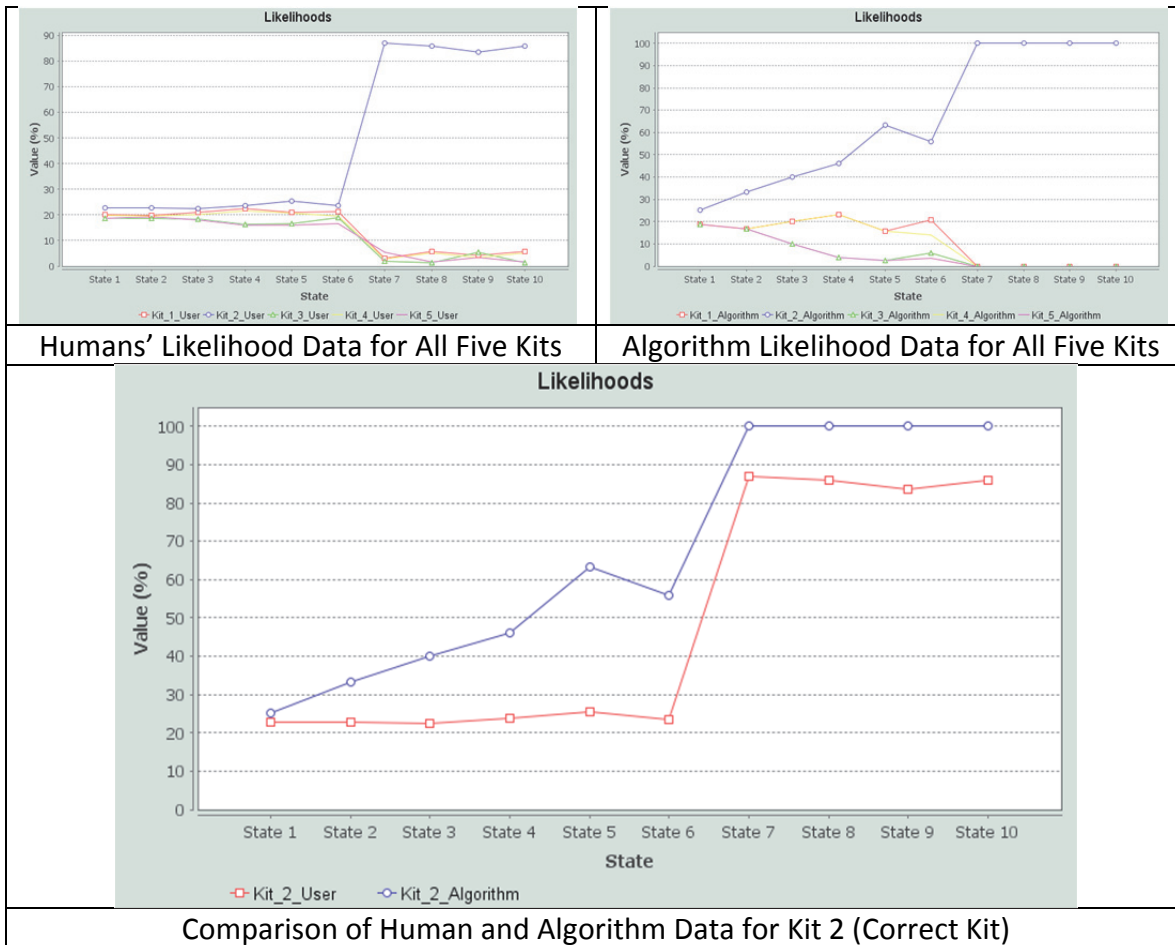 Likelihoods
Value (%)
90
80
70
60
50
40
30
20
10
0
State 1 State 2 State 3 State 4 State 5 State 6 State 7 State 8 State 9 State 10
State
Kit_1_User Kit_2_User Kit_3_User Kit_4_User Kit_5_User
Humans’ Likelihood Data for All Five Kits
Likelihoods
Value (%)
100
90
80
70
60
50
40
30
20
10
0
State 1 State 2 State 3 State 4 State 5 State 6 State 7 State 8 State 9 State 10
State
Kit_1_Algorithm Kit_2_Algorithm Kit_3_Algorithm Kit_4_Algorithm Kit_5_Algorithm
Algorithm Likelihood Data for All Five Kits
Likelihoods
Value (%)
100
90
80
70
60
50
40
30
20
10
0
State 1 State 2 State 3 State 4 State 5 State 6 State 7 State 8 State 9 State 10
State
Kit_2_User Kit_2_Algorithm
Comparison of Human and Algorithm Data for Kit 2 (Correct Kit)